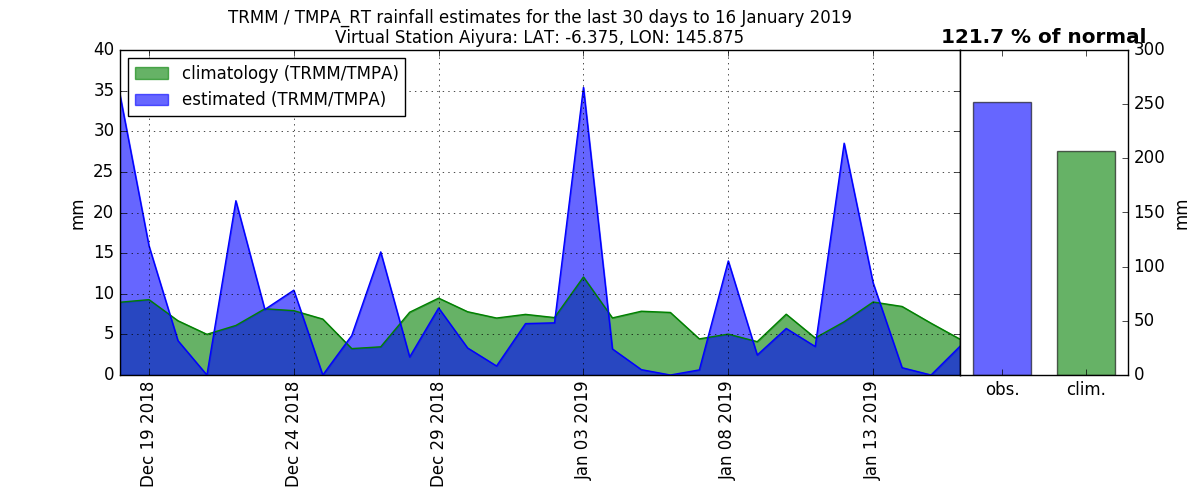 TRMM / TMPA_RT rainfall estimates for the last 30 days to 16 January 2019
Virtual Station Aiyura: LAT: -6.375, LON: 145.875
121.7 % of normal
climatology (TRMM/TMPA)
estimated (TRMM/TMPA)
40
35
30
25
20
15
10
5
0
mm
300
250
200
150
100
50
0
mm
Dec 19 2018
Dec 24 2018
Dec 29 2018
Jan 03 2019
Jan 08 2019
Jan 13 2019
obs.
clim.